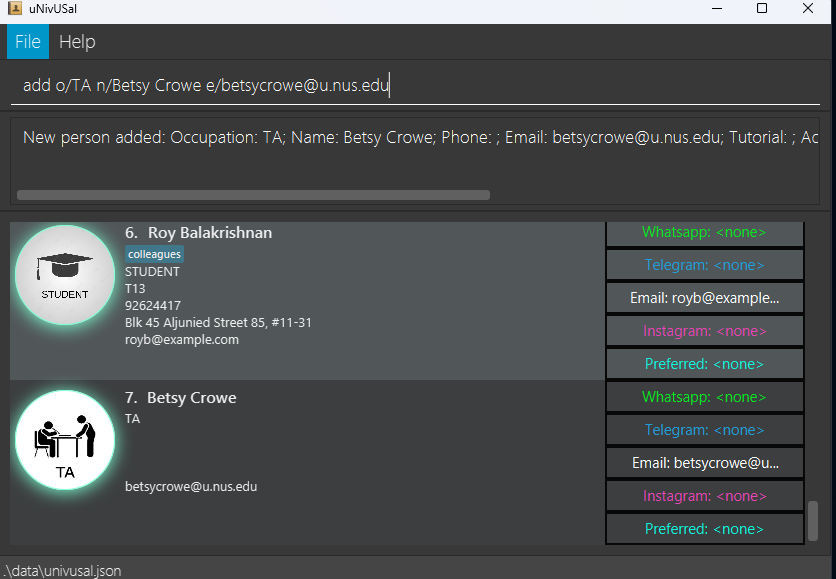 uNivUSal
File Help
add o/TA n/Betsy Crowe e/betsycrowe@u.nus.edu
New person added: Occupation: TA; Name: Betsy Crowe; Phone: ; Email: betsycrowe@u.nus.edu; Tutorial: ; Ac
STUDENT
6. Roy Balakrishnan
colleagues
STUDENT
T13
92624417
Blk 45 Aljunied Street 85, #11-31
royb@example.com
Whatsapp: <none>
Telegram: <none>
Email: royb@example...
Instagram: <none>
Preferred: <none>
TA
7. Betsy Crowe
TA
betsycrowe@u.nus.edu
Whatsapp: <none>
Telegram: <none>
Email: betsycrowe@u...
Instagram: <none>
Preferred: <none>
.\data\univusal.json